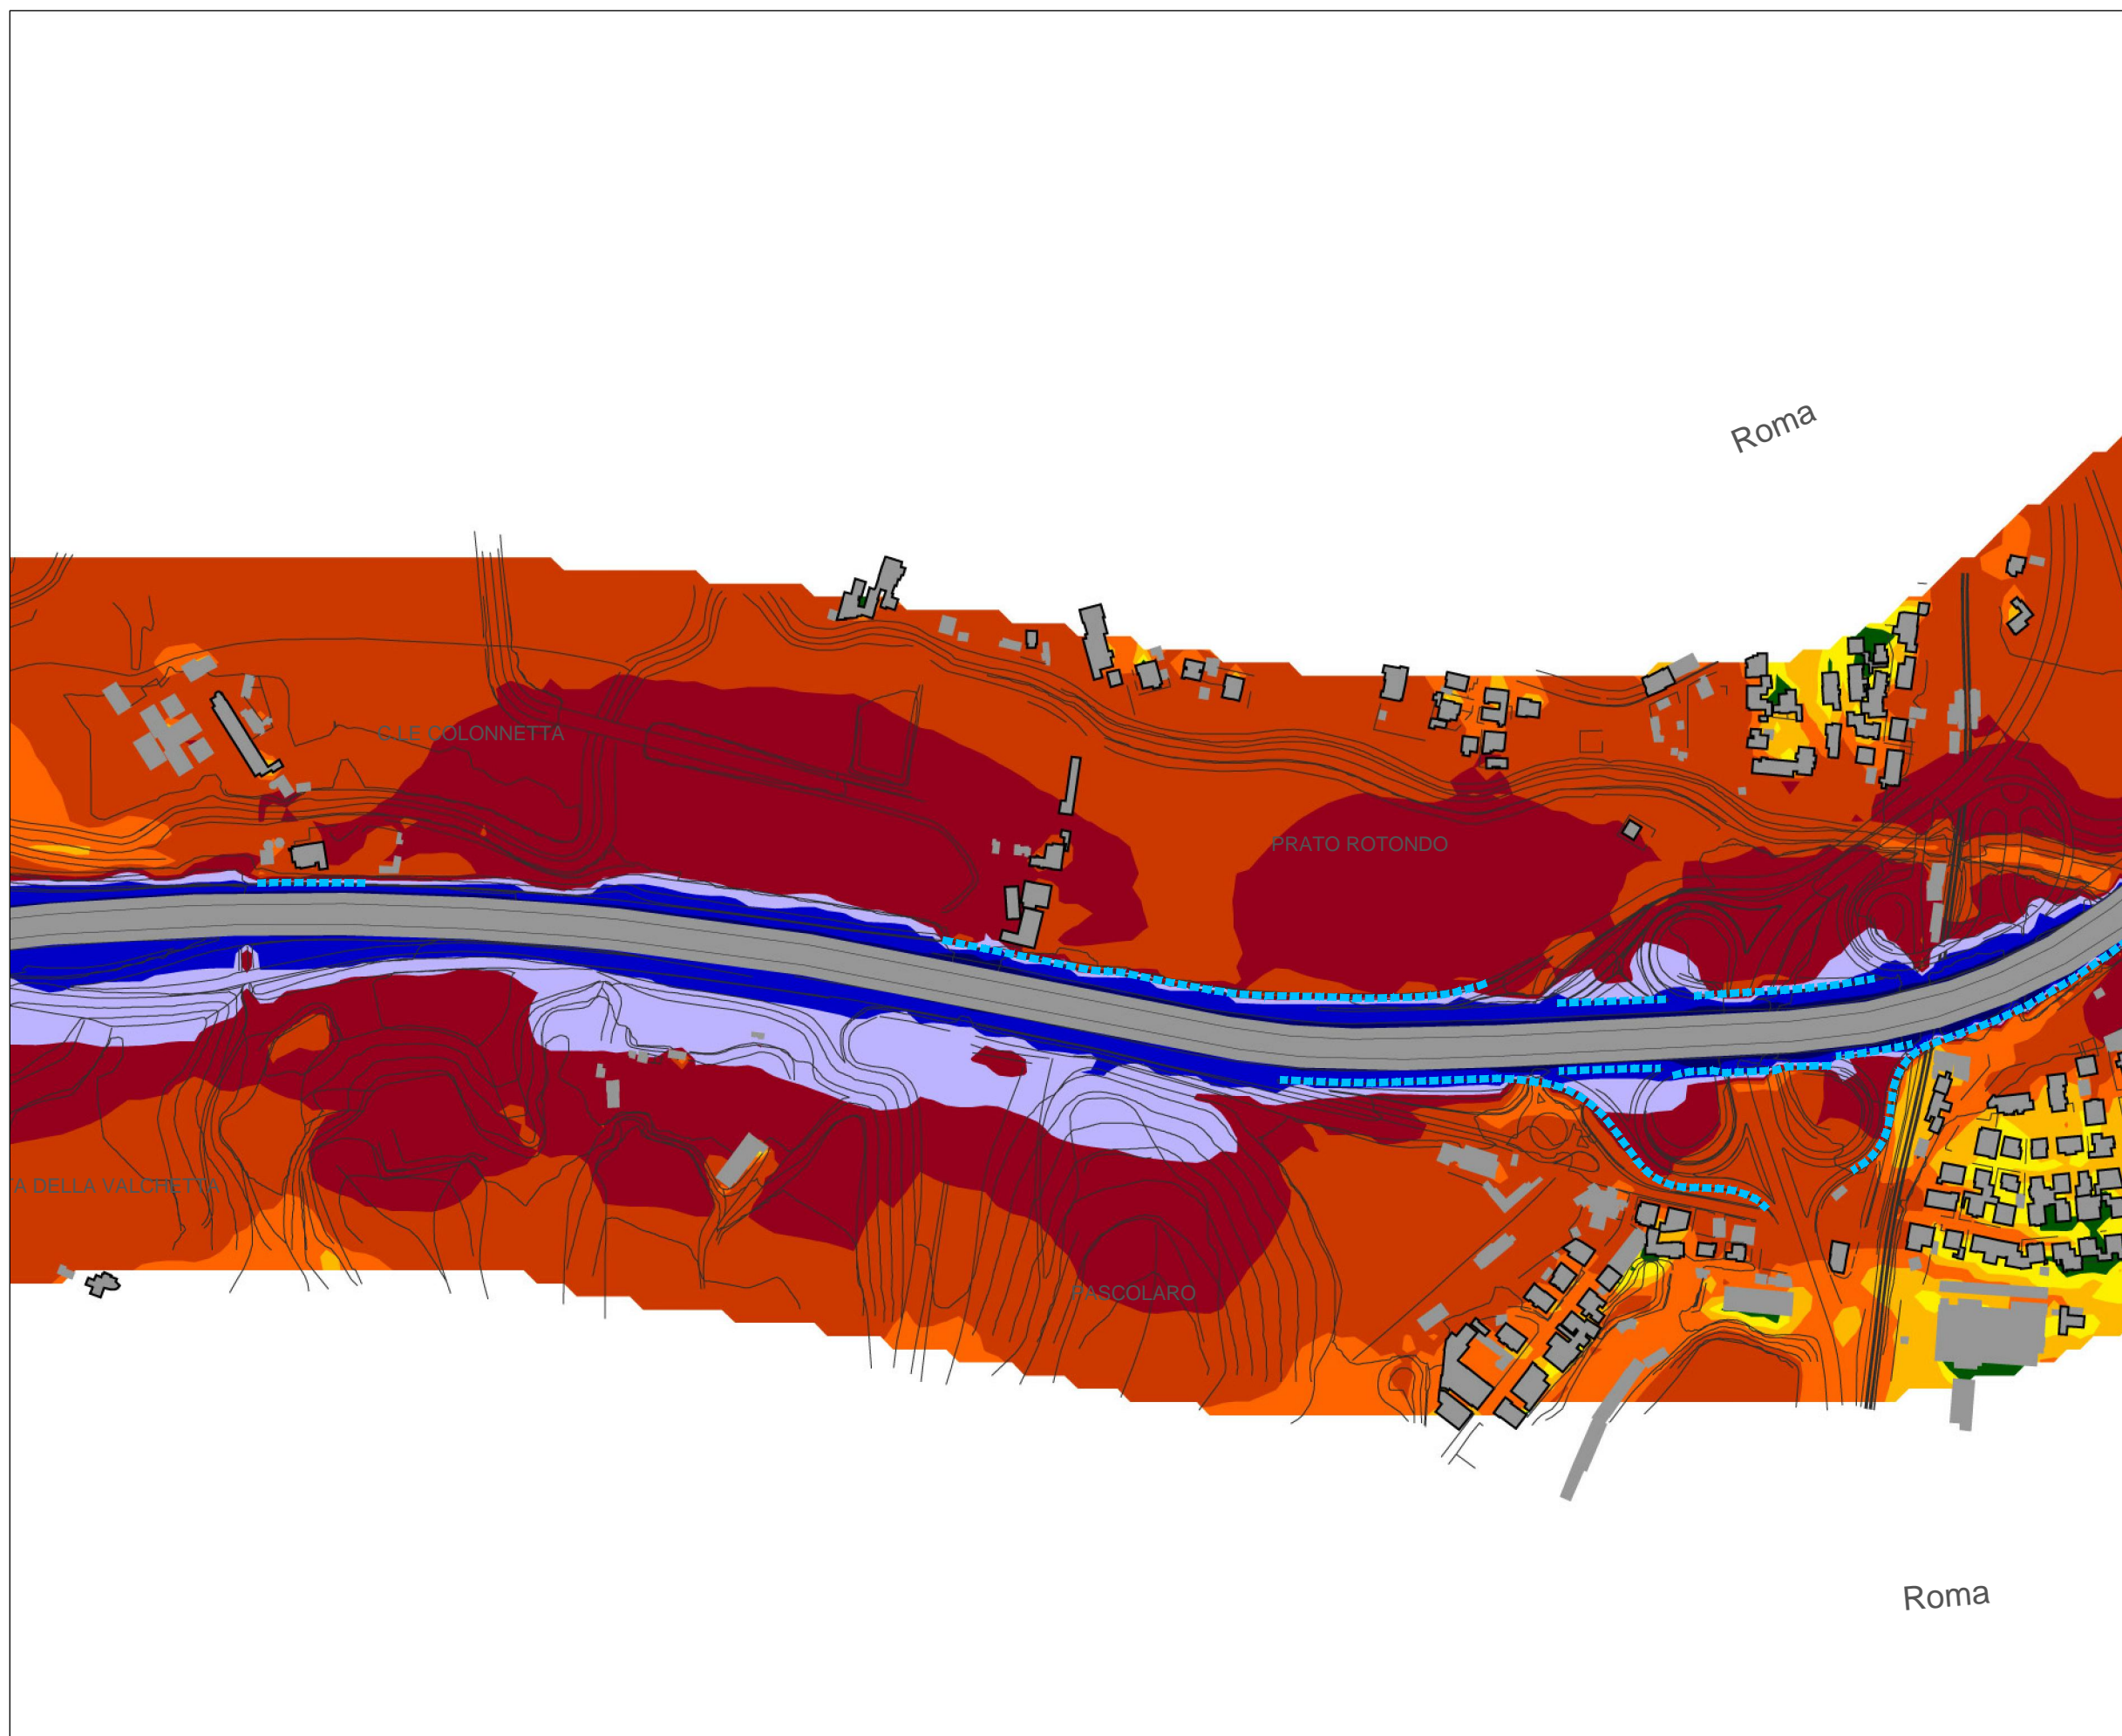 Roma
C.LE COLONNETTA
PRATO ROTONDO
A DELLA VALCHETTA
PASCOLARO
Roma